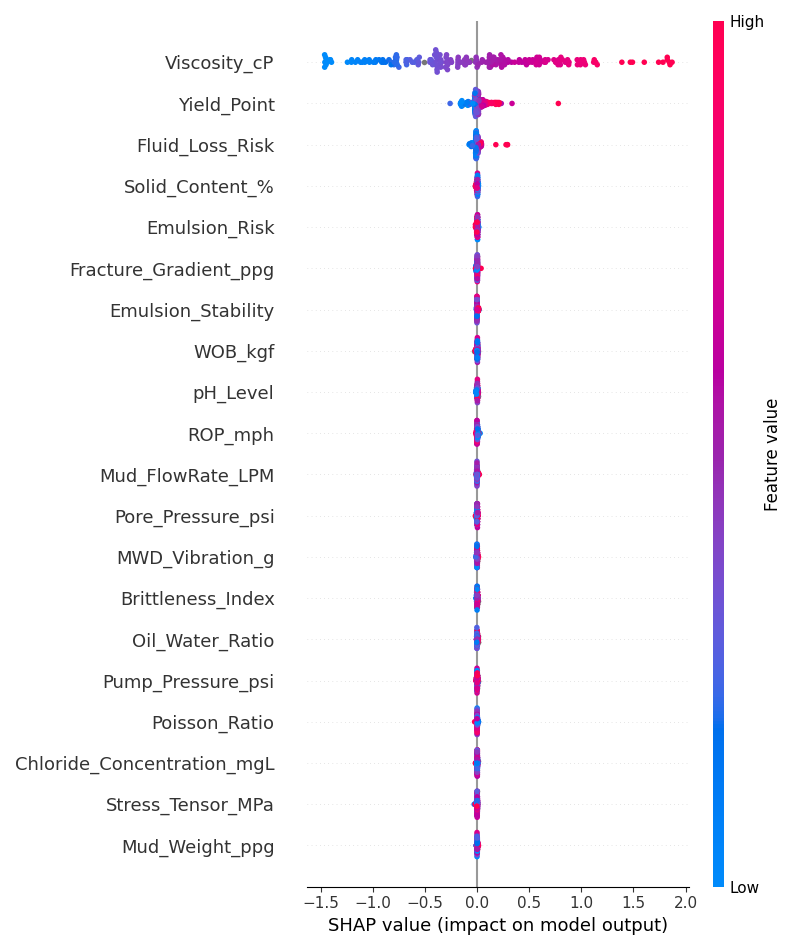 High
Viscosity_cP
Yield_Point
Fluid_Loss_Risk
Solid_Content_%
Emulsion_Risk
Fracture_Gradient_ppg
Emulsion_Stability
WOB_kgf
pH_Level
ROP_mph
Mud_FlowRate_LPM
Pore_Pressure_psi
MWD_Vibration_g
Brittleness_Index
Oil_Water_Ratio
Pump_Pressure_psi
Poisson_Ratio
Chloride_Concentration_mgL
Stress_Tensor_MPa
Mud_Weight_ppg
Feature value
Low
−1.5 −1.0 −0.5 0.0 0.5 1.0 1.5 2.0
SHAP value (impact on model output)